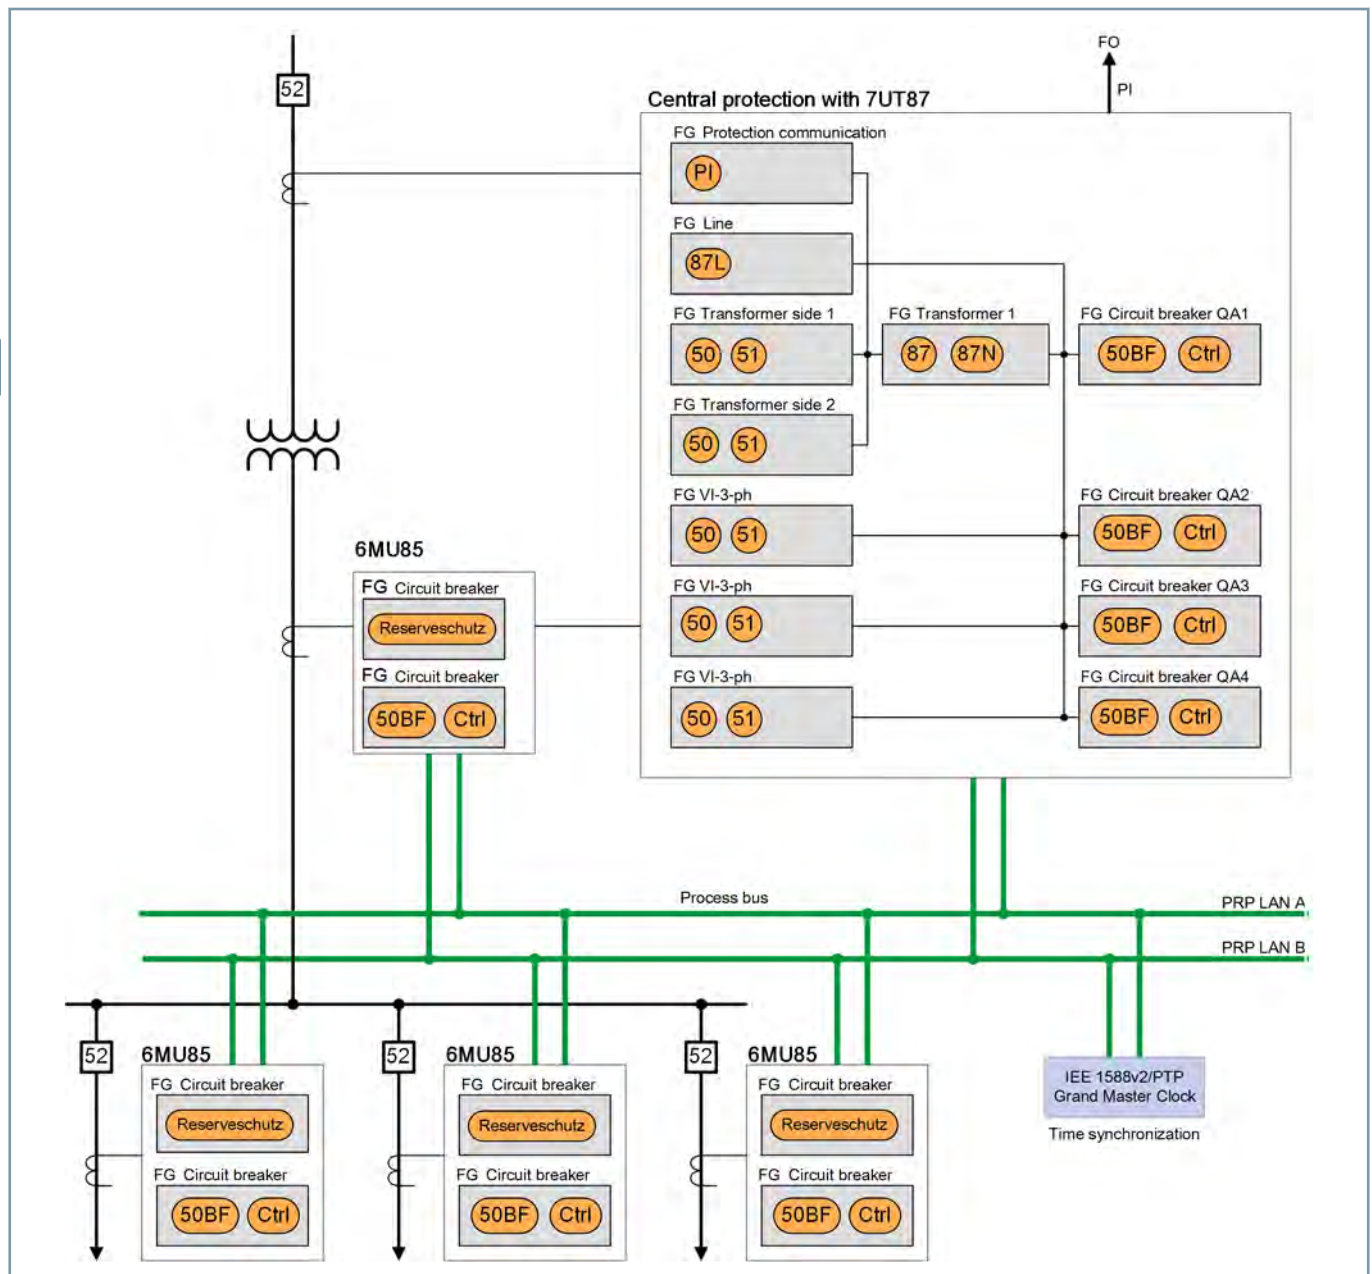 FO
PI
52
Central protection with 7UT87
FG Protection communication
PI
FG Line
87L
FG Transformer side 1
FG Transformer 1
FG Circuit breaker QA1
50 51
87 87N
50BF Ctrl
FG Transformer side 2
50 51
FG VI-3-ph
FG Circuit breaker QA2
50 51
50BF Ctrl
6MU85
FG Circuit breaker
Reserveschutz
FG Circuit breaker
50BF Ctrl
FG VI-3-ph
FG Circuit breaker QA3
50 51
50BF Ctrl
FG VI-3-ph
FG Circuit breaker QA4
50 51
50BF Ctrl
Process bus
PRP LAN A
PRP LAN B
52
6MU85
FG Circuit breaker
Reserveschutz
FG Circuit breaker
50BF Ctrl
52
6MU85
FG Circuit breaker
Reserveschutz
FG Circuit breaker
50BF Ctrl
52
6MU85
FG Circuit breaker
Reserveschutz
FG Circuit breaker
50BF Ctrl
IEE 1588v2/PTP
Grand Master Clock
Time synchronization